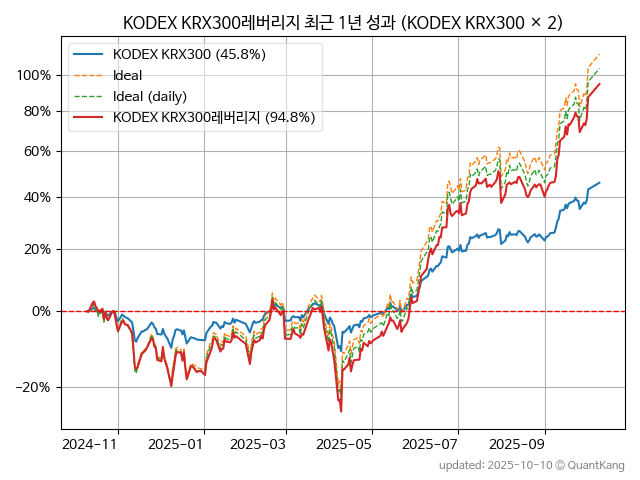 KODEX KRX300레버리지 최근 1년 성과 (KODEX KRX300 × 2)
KODEX KRX300 (45.8%)
Ideal
Ideal (daily)
KODEX KRX300레버리지 (94.8%)
100%
80%
60%
40%
20%
0%
−20%
2024−11
2025−01
2025−03
2025−05
2025−07
2025−09
updated: 2025-10-10 © QuantKang